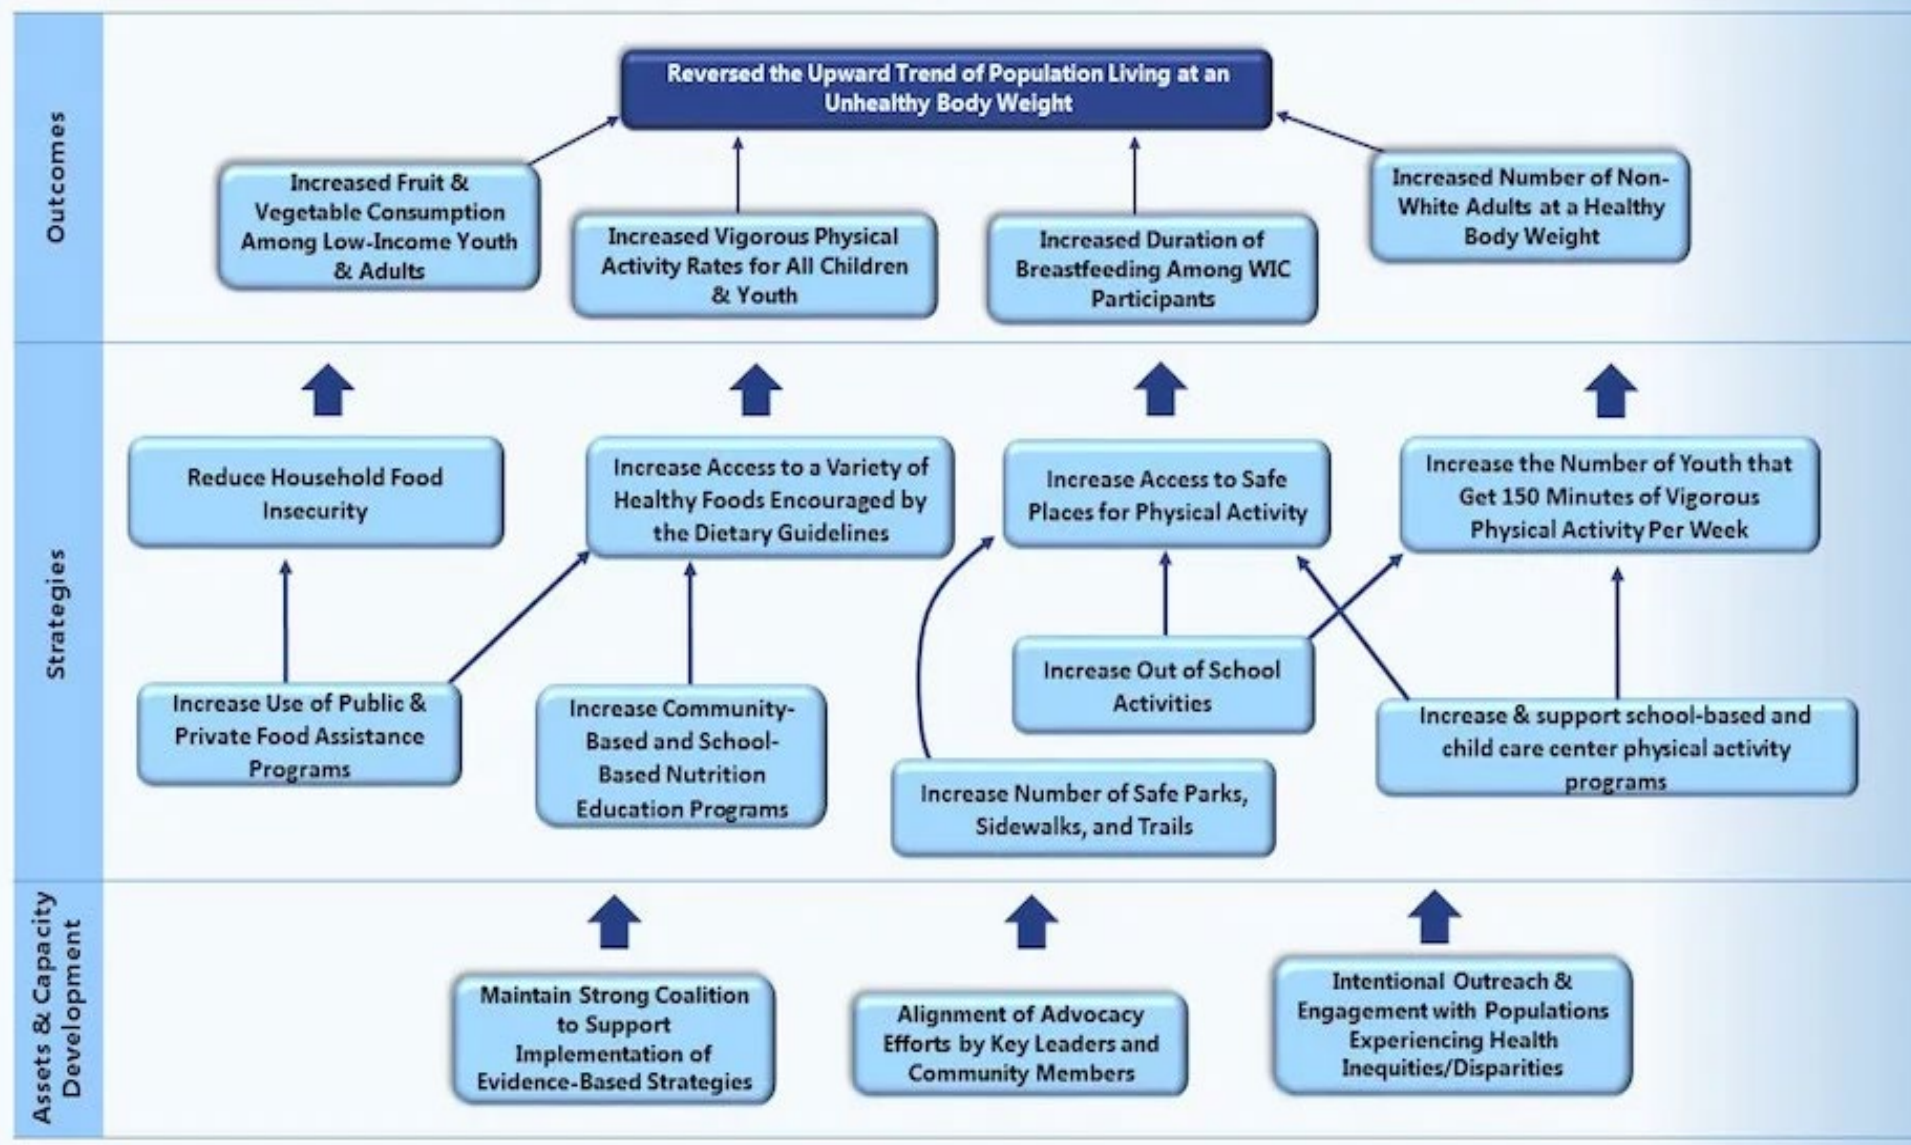 Outcomes
Reversed the Upward Trend of Population Living at an
Unhealthy Body Weight
Increased Fruit &
Vegetable Consumption
Among Low-Income Youth
& Adults
Increased Vigorous Physical
Activity Rates for All Children
& Youth
Increased Duration of
Breastfeeding Among WIC
Participants
Increased Number of Non-
White Adults at a Healthy
Body Weight
Strategies
Reduce Household Food
Insecurity
Increase Access to a Variety of
Healthy Foods Encouraged by
the Dietary Guidelines
Increase Access to Safe
Places for Physical Activity
Increase the Number of Youth that
Get 150 Minutes of Vigorous
Physical Activity Per Week
Increase Use of Public &
Private Food Assistance
Programs
Increase Community-
Based and School-
Based Nutrition
Education Programs
Increase Number of Safe Parks,
Sidewalks, and Trails
Increase Out of School
Activities
Increase & support school-based and
child care center physical activity
programs
Assets & Capacity
Development
Maintain Strong Coalition
to Support
Implementation of
Evidence-Based Strategies
Alignment of Advocacy
Efforts by Key Leaders and
Community Members
Intentional Outreach &
Engagement with Populations
Experiencing Health
Inequities/Disparities